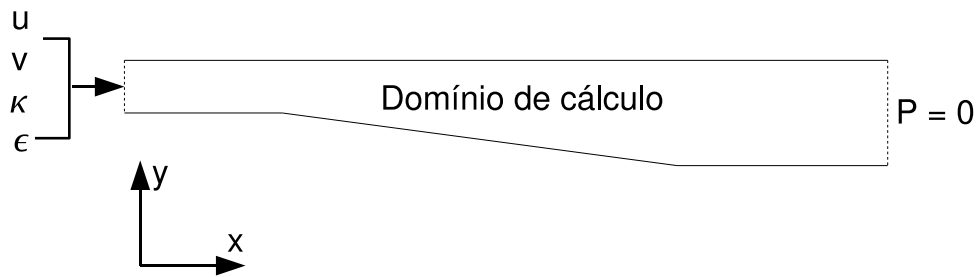 u
v
κ
ϵ
Domínio de cálculo
P = 0
y
x